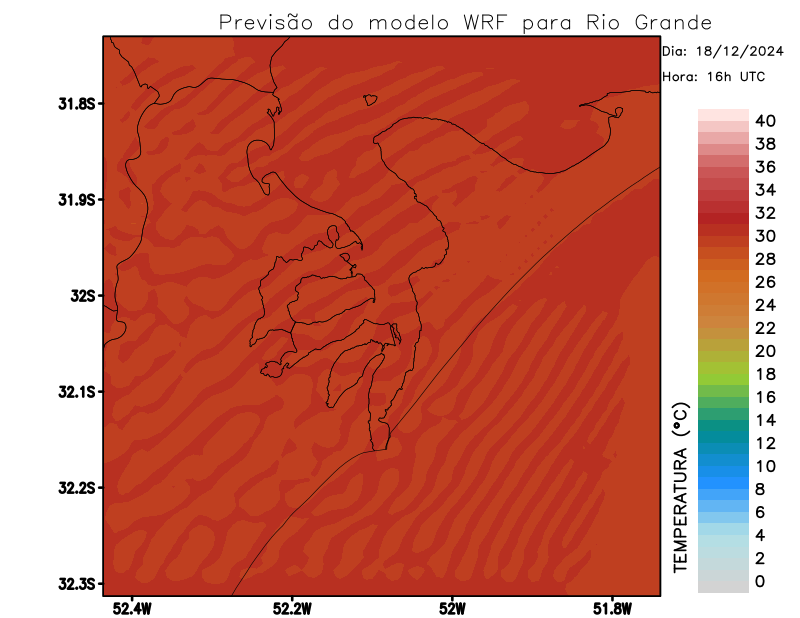 Previsão do modelo WRF para Rio Grande
Dia: 18/12/2024
Hora: 16h UTC
31.8S
31.9S
32S
32.1S
32.2S
32.3S
52.4W
52.2W
52W
51.8W
TEMPERATURA (°C)
40
38
36
34
32
30
28
26
24
22
20
18
16
14
12
10
8
6
4
2
0